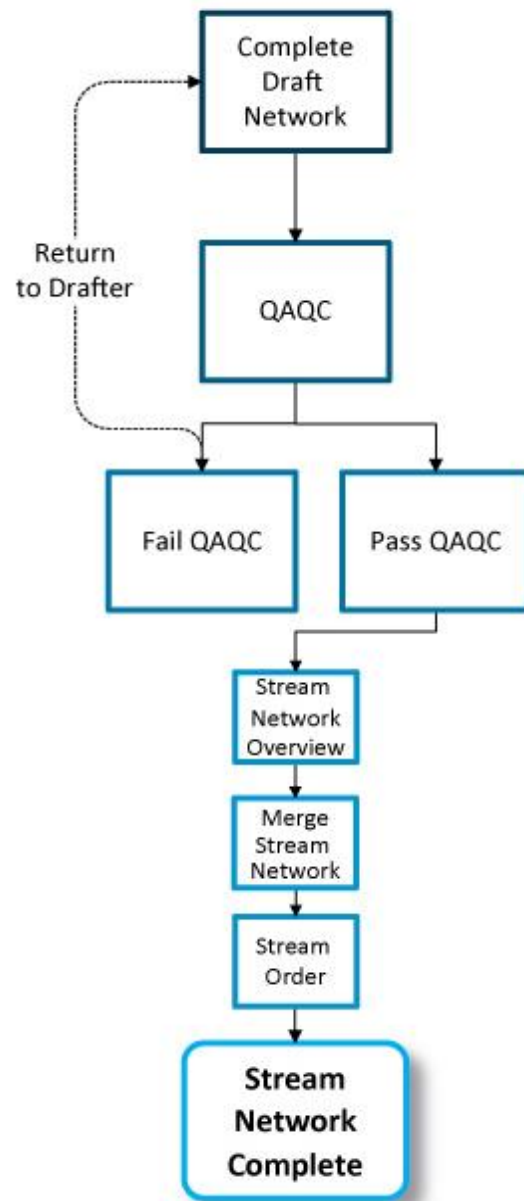 Complete
Draft
Network
Return
to Drafter
QAQC
Fail QAQC
Pass QAQC
Stream
Network
Overview
Merge
Stream
Network
Stream
Order
Stream
Network
Complete